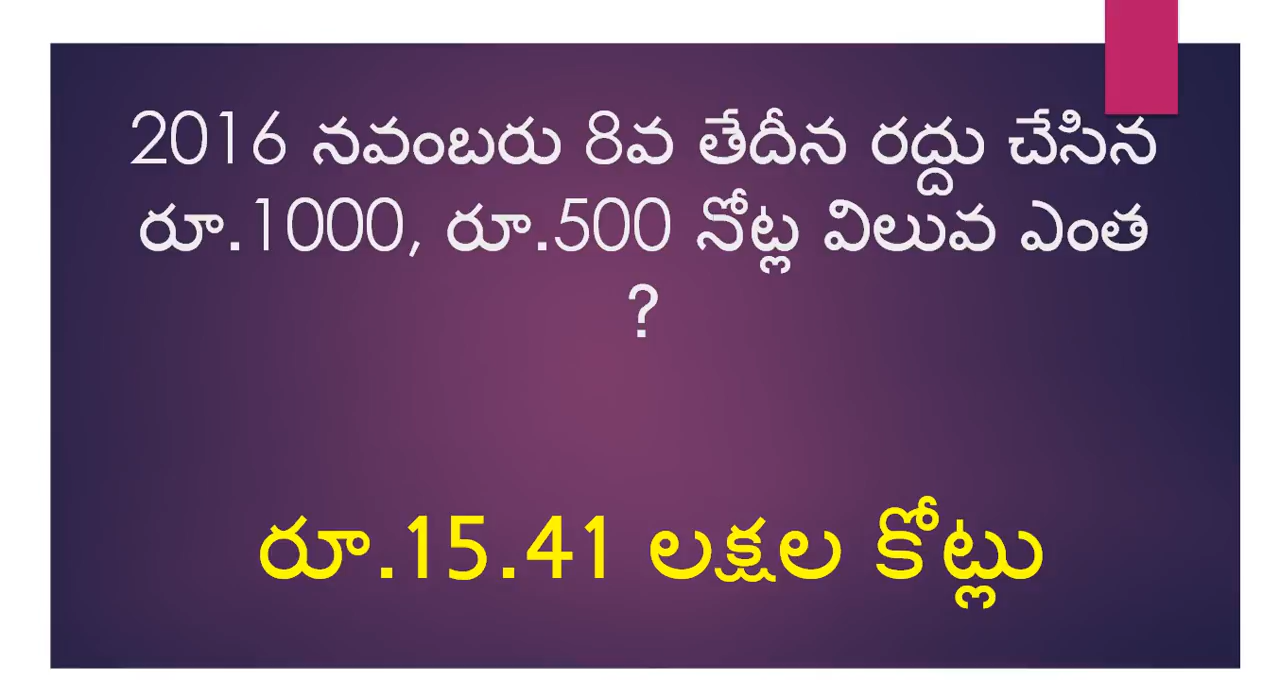 2016 నవంబరు 8వ తేదీన రద్దు చేసిన
రూ.1000, రూ.500 నోట్ల విలువ ఎంత
?
రూ.15.41 లక్షల కోట్లు